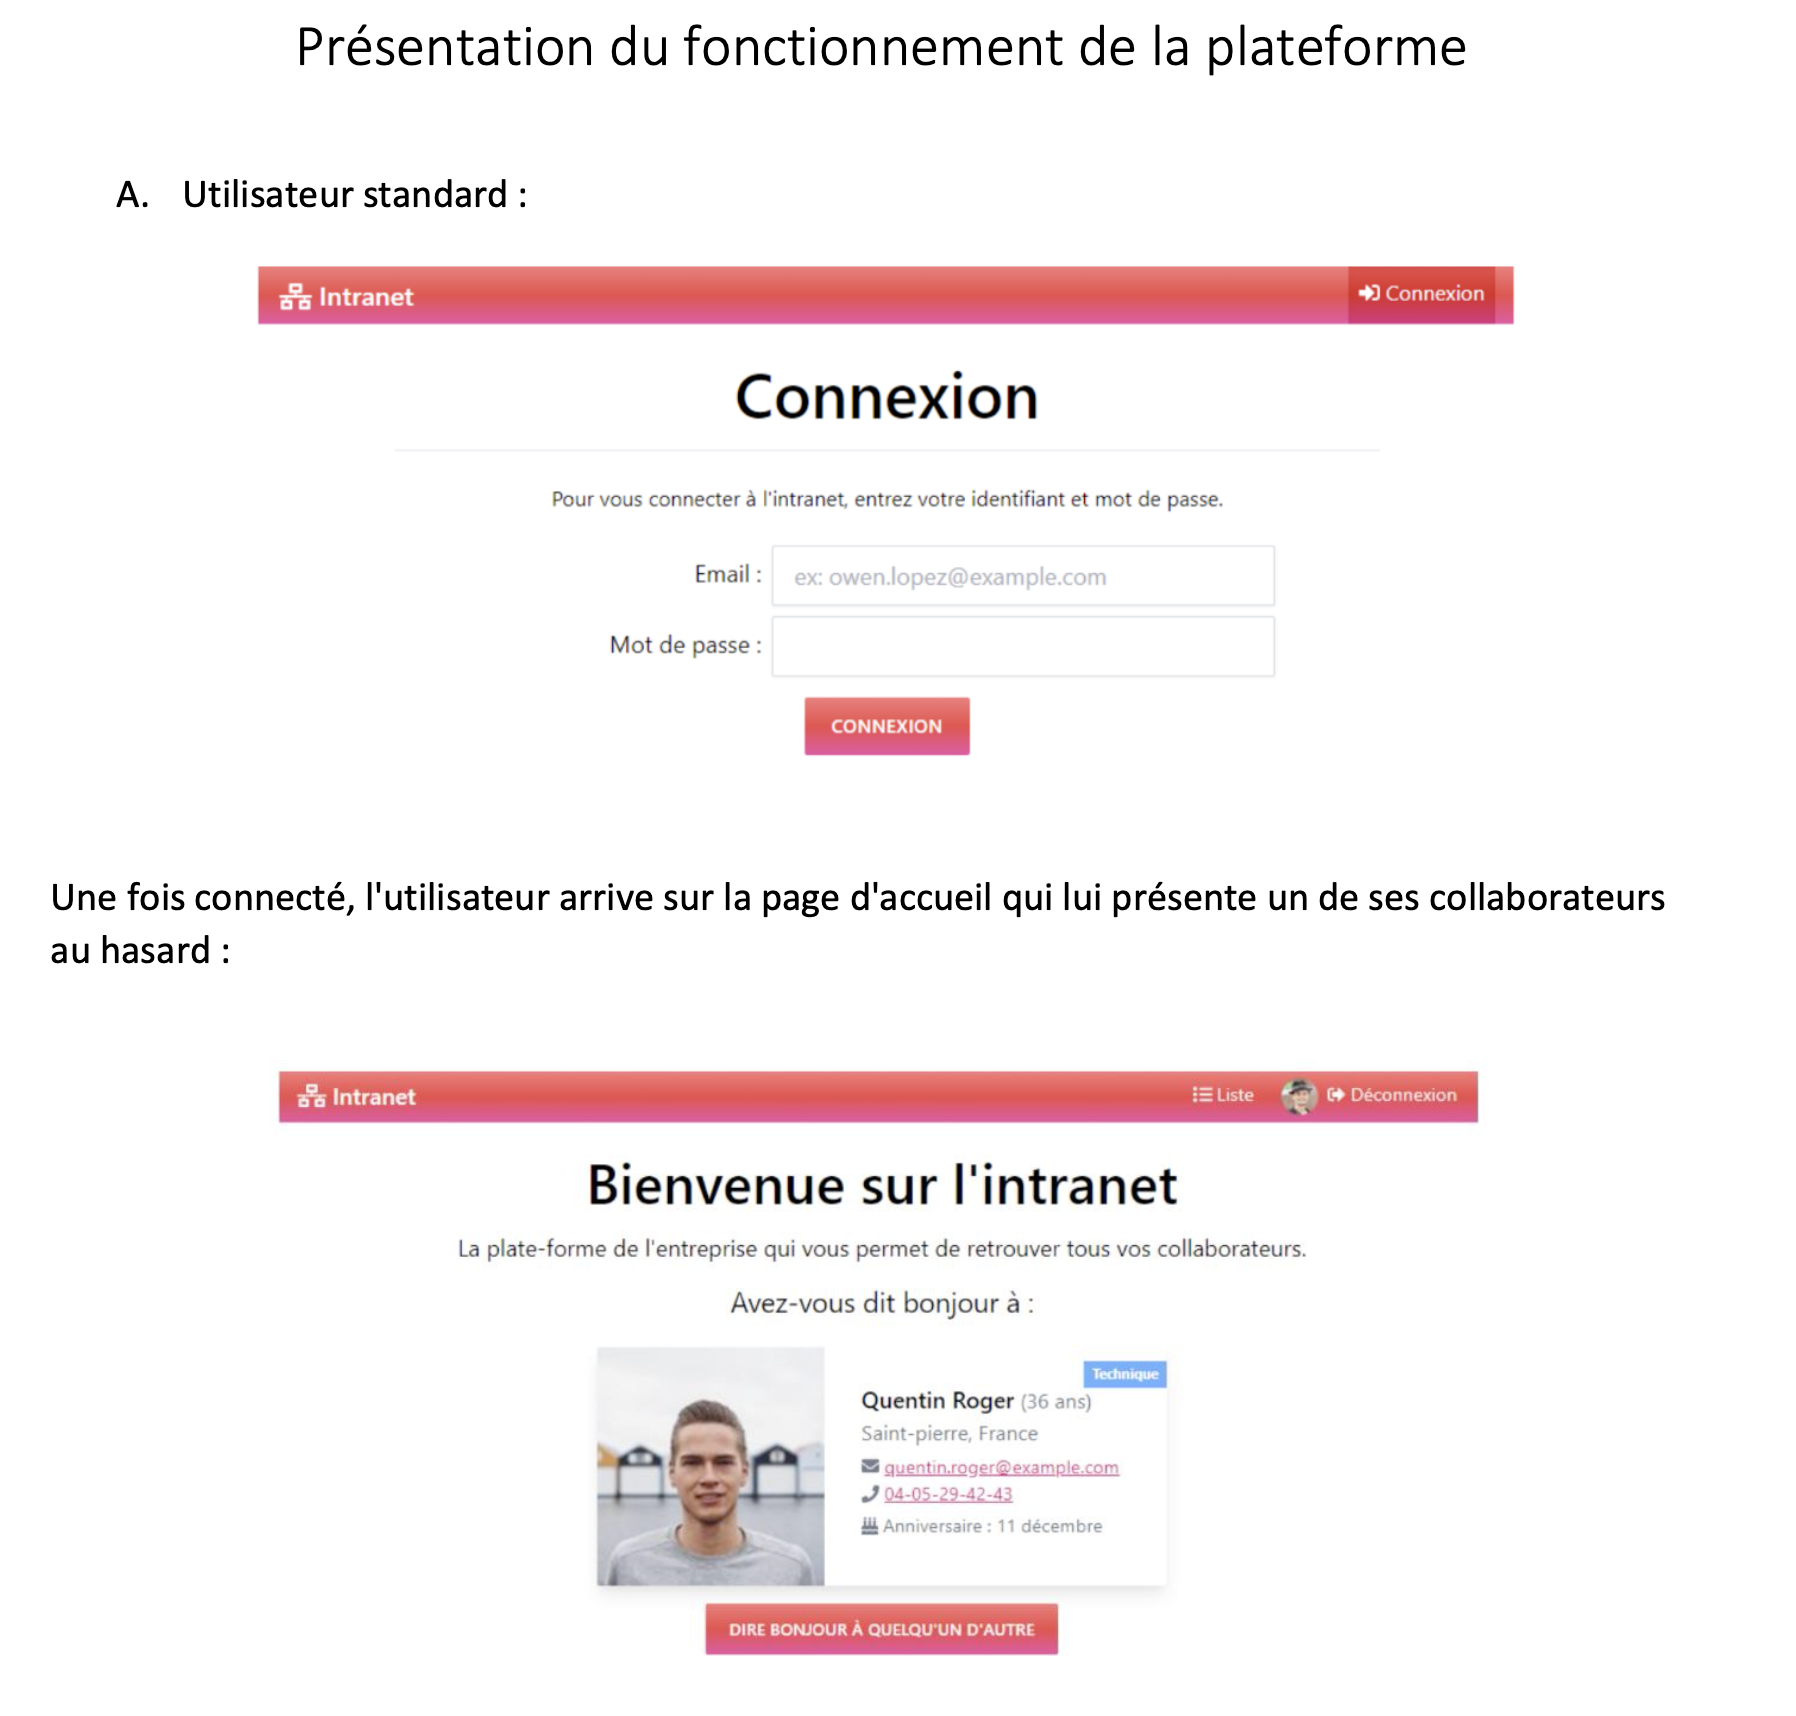 Présentation du fonctionnement de la plateforme
A. Utilisateur standard :
Intranet
Connexion
Connexion
Pour vous connecter à l'intranet, entrez votre identifiant et mot de passe.
Email : ex: owen.lopez@example.com
Mot de passe :
CONNEXION
Une fois connecté, l'utilisateur arrive sur la page d'accueil qui lui présente un de ses collaborateurs
au hasard :
Intranet
Liste
Déconnexion
Bienvenue sur l'intranet
La plate-forme de l'entreprise qui vous permet de retrouver tous vos collaborateurs.
Avez-vous dit bonjour à :
Technique
Quentin Roger (36 ans)
Saint-pierre, France
quentin.roger@example.com
04-05-29-42-43
Anniversaire : 11 décembre
DIRE BONJOUR À QUELQU'UN D'AUTRE